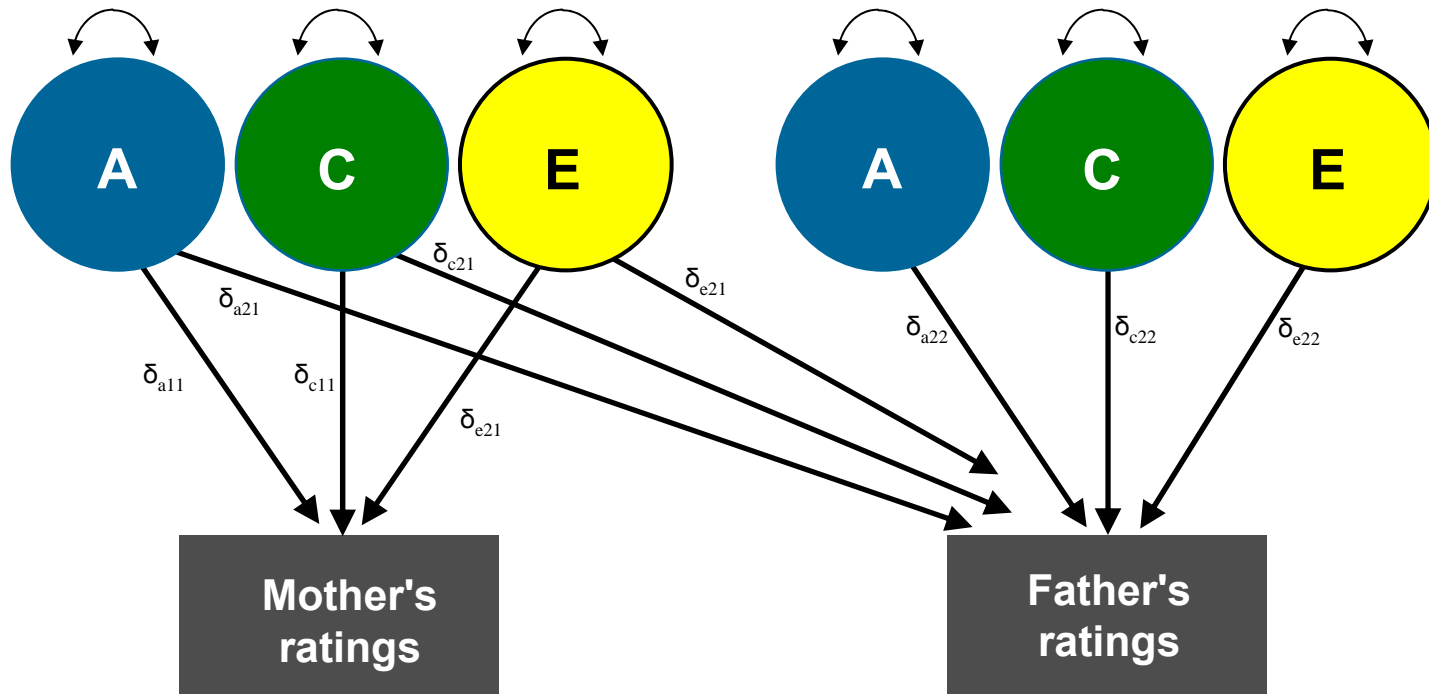 A C E A C E
δc21
δe21
δa21
δa22
δc22
δe22
δa11
δc11
δe21
Mother's
ratings
Father's
ratings